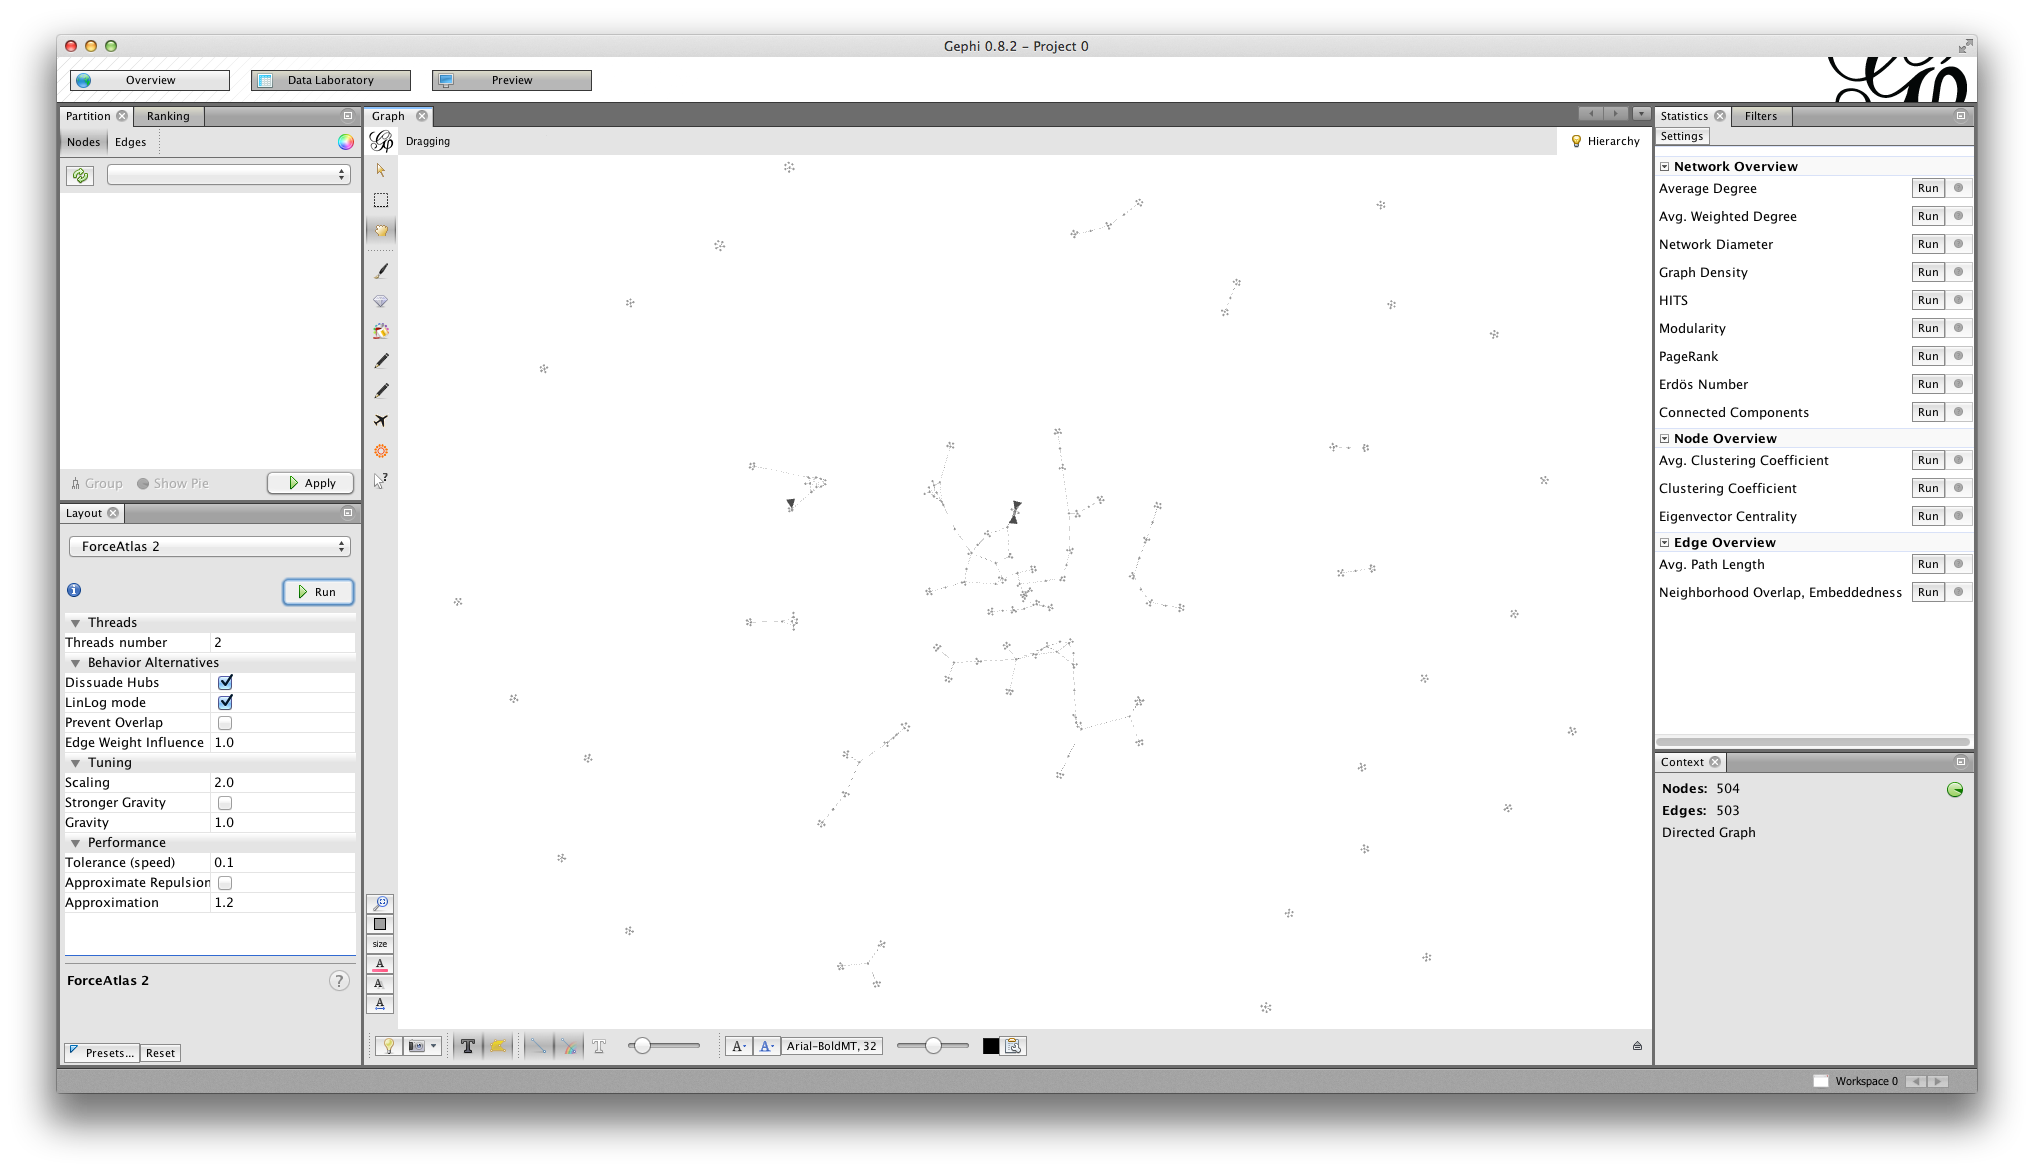 Gephi 0.8.2 - Project 0
Overview
Data Laboratory
Preview
Partition
Ranking
Nodes
Edges
Group
Show Pie
Apply
Layout
ForceAtlas 2
Run
Threads
Threads number 2
Behavior Alternatives
Dissuade Hubs
LinLog mode
Prevent Overlap
Edge Weight Influence 1.0
Tuning
Scaling 2.0
Stronger Gravity
Gravity 1.0
Performance
Tolerance (speed) 0.1
Approximate Repulsion
Approximation 1.2
ForceAtlas 2
?
Presets...
Reset
Graph
Dragging
Hierarchy
size
A
A
A
T
T
A-
A-
Arial-BoldMT, 32
Statistics
Filters
Settings
Network Overview
Average Degree Run
Avg. Weighted Degree Run
Network Diameter Run
Graph Density Run
HITS Run
Modularity Run
PageRank Run
Erdös Number Run
Connected Components Run
Node Overview
Avg. Clustering Coefficient Run
Clustering Coefficient Run
Eigenvector Centrality Run
Edge Overview
Avg. Path Length Run
Neighborhood Overlap, Embeddedness Run
Context
Nodes: 504
Edges: 503
Directed Graph
Workspace 0